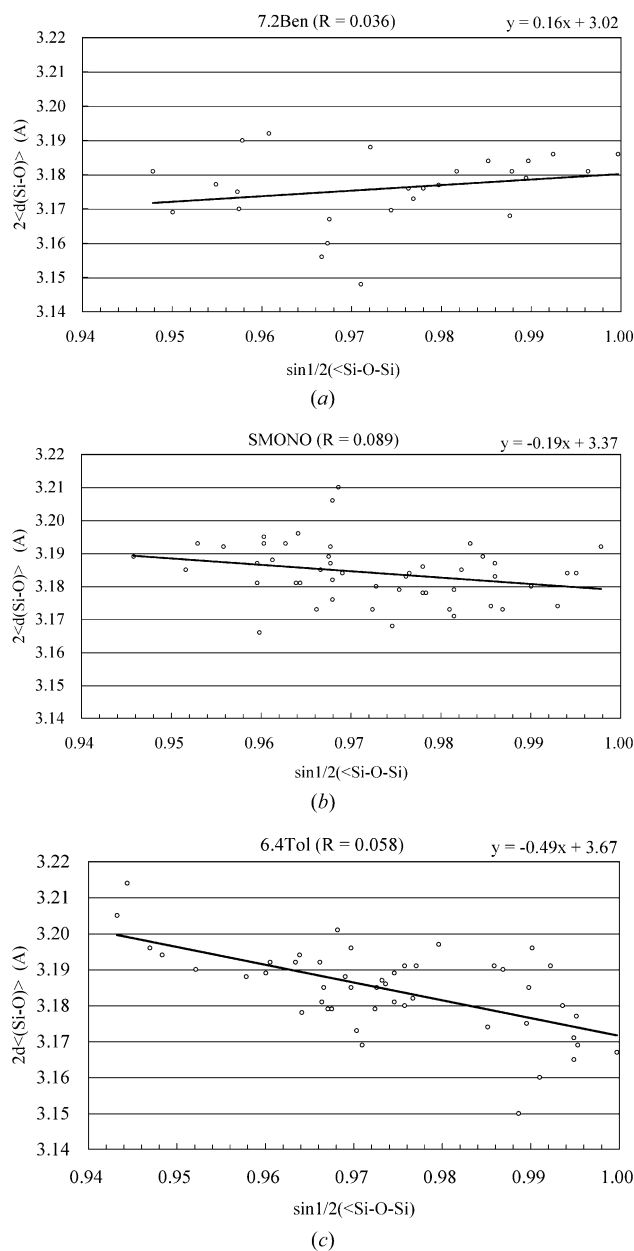 7.2Ben (R = 0.036)
y = 0.16x + 3.02
3.22
3.21
3.20
3.19
3.18
3.17
3.16
3.15
3.14
2<d(Si-O)> (A)
0.94 0.95 0.96 0.97 0.98 0.99 1.00
sin1/2(<Si-O-Si)
(a)
SMONO (R = 0.089)
y = -0.19x + 3.37
3.22
3.21
3.20
3.19
3.18
3.17
3.16
3.15
3.14
2<d(Si-O)> (A)
0.94 0.95 0.96 0.97 0.98 0.99 1.00
sin1/2(<Si-O-Si)
(b)
6.4Tol (R = 0.058)
y = -0.49x + 3.67
3.22
3.21
3.20
3.19
3.18
3.17
3.16
3.15
3.14
2d<(Si-O)> (A)
0.94 0.95 0.96 0.97 0.98 0.99 1.00
sin1/2(<Si-O-Si)
(c)